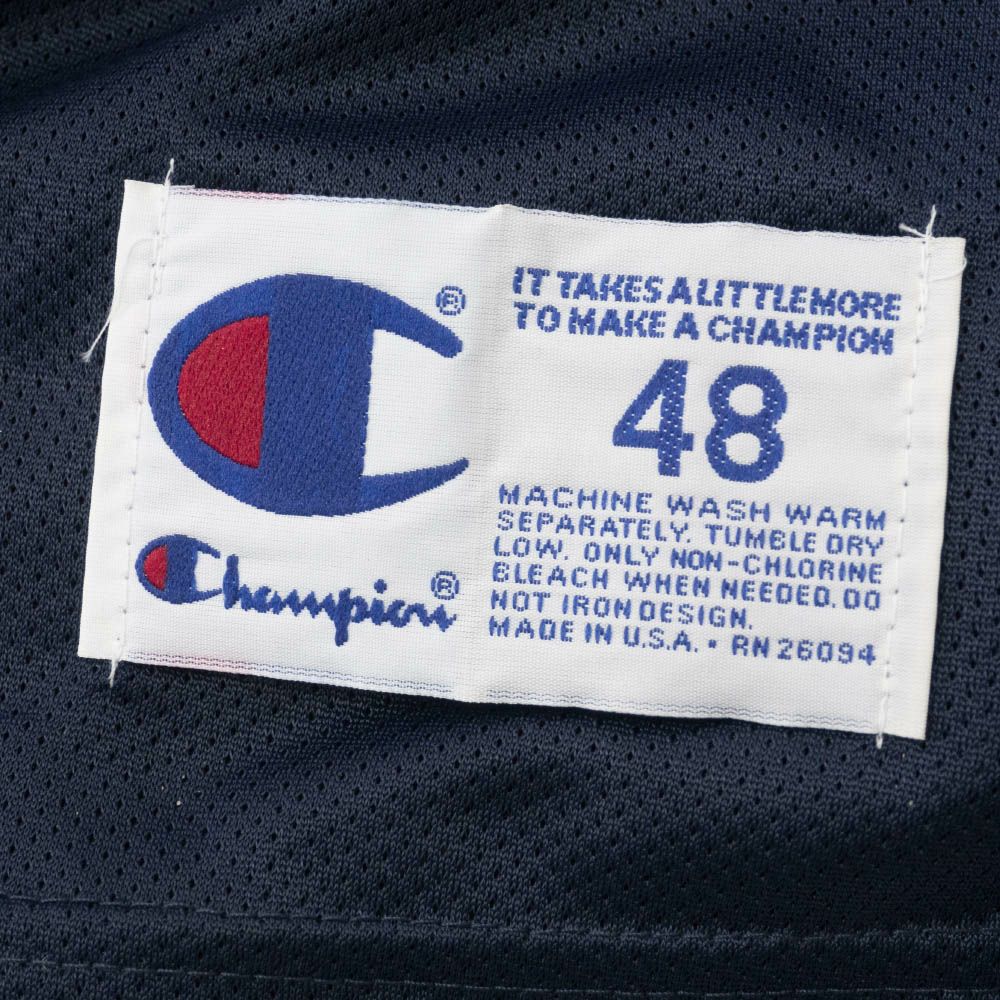 ®
Champion®
IT TAKES A LITTLE MORE
TO MAKE A CHAMPION
48
MACHINE WASH WARM
SEPARATELY. TUMBLE DRY
LOW. ONLY NON-CHLORINE
BLEACH WHEN NEEDED. DO
NOT IRON DESIGN.
MADE IN U.S.A. • RN 26094